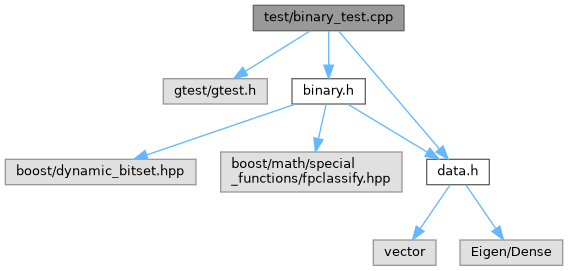 test/binary_test.cpp
gtest/gtest.h
binary.h
boost/dynamic_bitset.hpp
boost/math/special
_functions/fpclassify.hpp
data.h
vector
Eigen/Dense